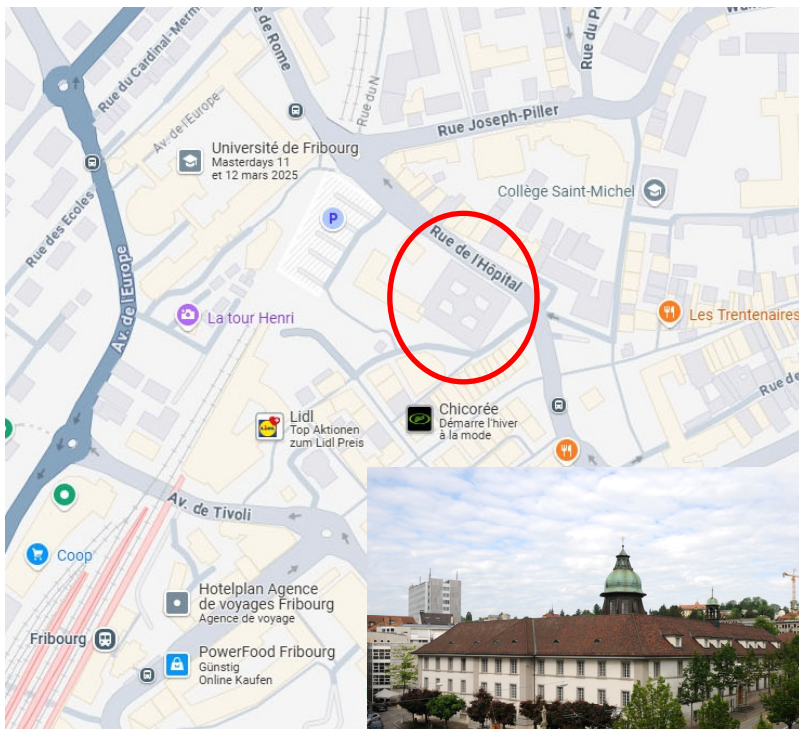 Rue du Cardinal-Merm
Rue de Rome
Rue du N
Rue du P
Av. de l'Europe
Université de Fribourg
Masterdays 11
et 12 mars 2025
Rue Joseph-Piller
Collège Saint-Michel
P
Rue des Ecoles
Av. de l'Europe
Rue de l'Hôpital
La tour Henri
Les Trentenaires
Lidl
Top Aktionen
zum Lidl Preis
Chicorée
Démarre l'hiver
à la mode
Rue de
Av. de Tivoli
Coop
Hotelplan Agence
de voyages Fribourg
Agence de voyage
Fribourg
PowerFood Fribourg
Günstig
Online Kaufen